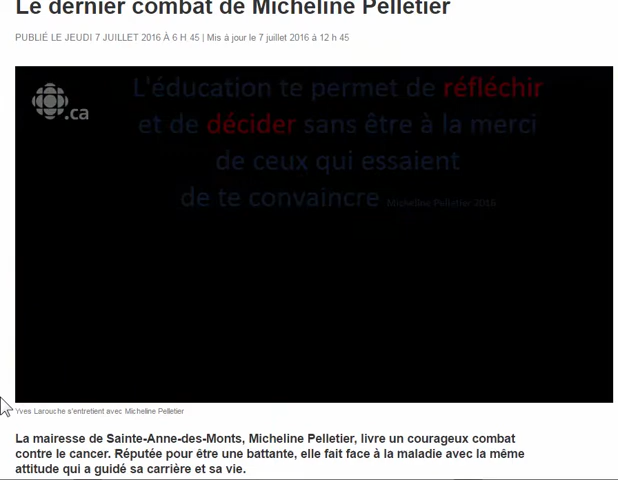 Le dernier combat de Micheline Pelletier
PUBLIÉ LE JEUDI 7 JUILLET 2016 À 6 H 45 | Mis à jour le 7 juillet 2016 à 12 h 45
.ca
L'éducation te permet de réfléchir
et de décider sans être à la merci
de ceux qui essaient
de te convaincre Micheline Pelletier 2016
Yves Larouche s'entretient avec Micheline Pelletier
La mairesse de Sainte-Anne-des-Monts, Micheline Pelletier, livre un courageux combat
contre le cancer. Réputée pour être une battante, elle fait face à la maladie avec la même
attitude qui a guidé sa carrière et sa vie.